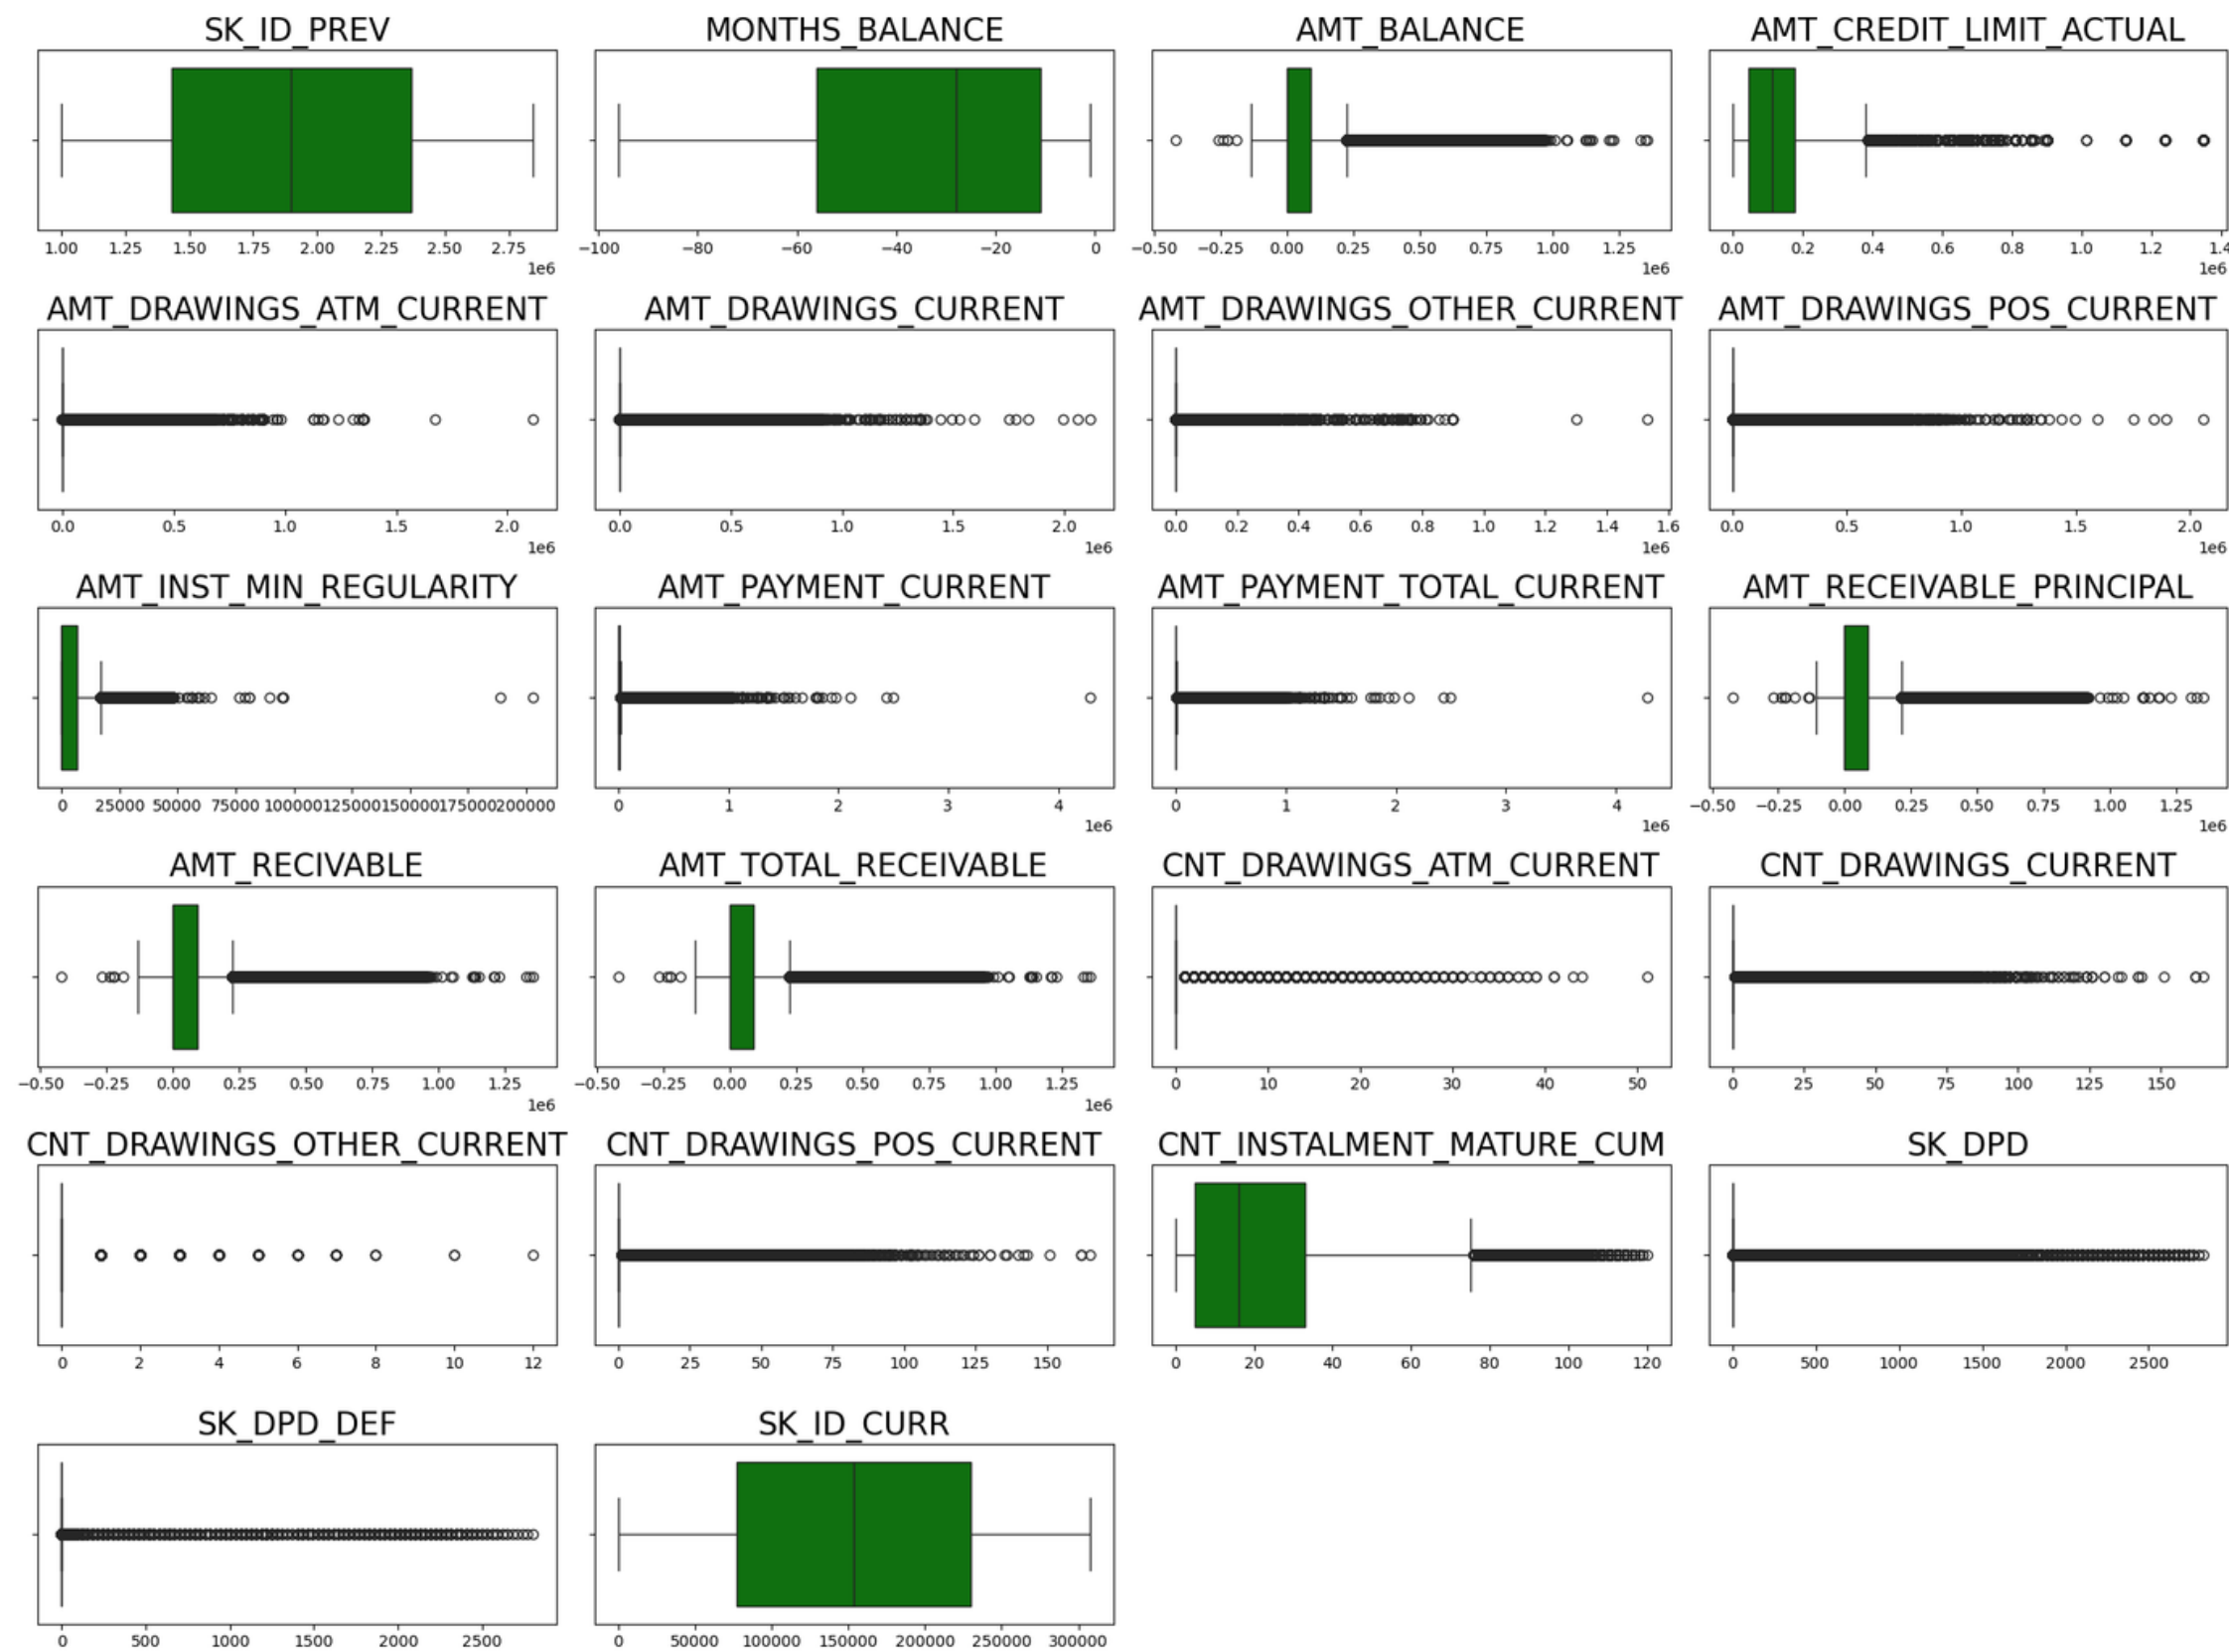 SK_ID_PREV MONTHS_BALANCE AMT_BALANCE AMT_CREDIT_LIMIT_ACTUAL
1.00 1.25 1.50 1.75 2.00 2.25 2.50 2.75 −100 −80 −60 −40 −20 0 −0.50 −0.25 0.00 0.25 0.50 0.75 1.00 1.25 0.0 0.2 0.4 0.6 0.8 1.0 1.2 1.4
1e6 1e6 1e6
AMT_DRAWINGS_ATM_CURRENT AMT_DRAWINGS_CURRENT AMT_DRAWINGS_OTHER_CURRENT AMT_DRAWINGS_POS_CURRENT
0.0 0.5 1.0 1.5 2.0 0.0 0.5 1.0 1.5 2.0 0.0 0.2 0.4 0.6 0.8 1.0 1.2 1.4 1.6 0.0 0.5 1.0 1.5 2.0
1e6 1e6 1e6 1e6
AMT_INST_MIN_REGULARITY AMT_PAYMENT_CURRENT AMT_PAYMENT_TOTAL_CURRENT AMT_RECEIVABLE_PRINCIPAL
0 25000 50000 75000 100000125000150000175000200000 0 1 2 3 4 0 1 2 3 4 −0.50 −0.25 0.00 0.25 0.50 0.75 1.00 1.25
1e6 1e6 1e6
AMT_RECIVABLE AMT_TOTAL_RECEIVABLE CNT_DRAWINGS_ATM_CURRENT CNT_DRAWINGS_CURRENT
−0.50 −0.25 0.00 0.25 0.50 0.75 1.00 1.25 −0.50 −0.25 0.00 0.25 0.50 0.75 1.00 1.25 0 10 20 30 40 50 0 25 50 75 100 125 150
1e6 1e6
CNT_DRAWINGS_OTHER_CURRENT CNT_DRAWINGS_POS_CURRENT CNT_INSTALMENT_MATURE_CUM SK_DPD
0 2 4 6 8 10 12 0 25 50 75 100 125 150 0 20 40 60 80 100 120 0 500 1000 1500 2000 2500
SK_DPD_DEF SK_ID_CURR
0 500 1000 1500 2000 2500 0 50000 100000 150000 200000 250000 300000